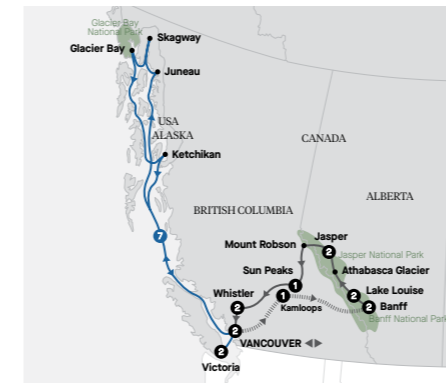 Glacier Bay
National Park
Skagway
Glacier Bay
Juneau
USA
ALASKA
Ketchikan
CANADA
ALBERTA
BRITISH COLUMBIA
7
Mount Robson
Jasper
2
Jasper National Park
Sun Peaks
Athabasca Glacier
1
Whistler
1
2
Lake Louise
2
Kamloops
2
Banff
2
Banff National Park
VANCOUVER
2
Victoria